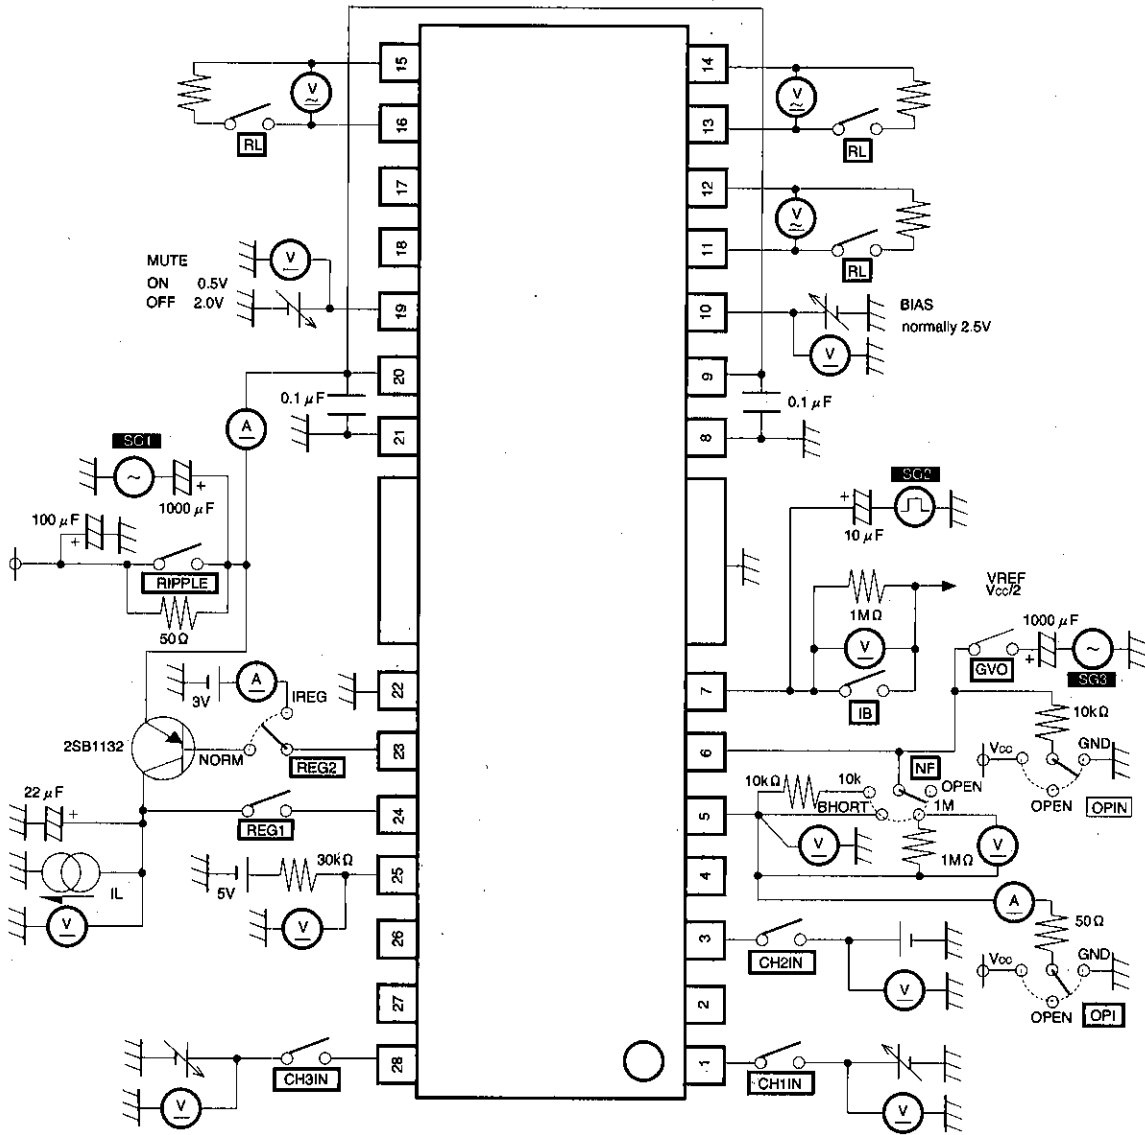 15
14
V
V
16
13
RL
RL
17
12
V
18
11
V
RL
MUTE
ON 0.5V
OFF 2.0V
19
10
BIAS
normally 2.5V
V
20
9
0.1 μF
0.1 μF
A
21
8
SG1
SG2
1000 μF
100 μF
10 μF
RIPPLE
50Ω
1MΩ
VREF
Vcc/2
V
1000 μF
GVO
SG3
A
3V
IREG
22
7
IB
10kΩ
2SB1132
NORM
REG2
23
6
NF
Vcc
GND
OPEN
OPIN
10kΩ
10k
OPEN
BHORT
1M
22 μF
REG1
24
5
V
1MΩ
V
IL
5V
30kΩ
25
4
V
V
A
50Ω
26
3
CH2IN
V
Vcc
GND
OPEN
OPI
27
2
28
1
CH3IN
CH1IN
V
V